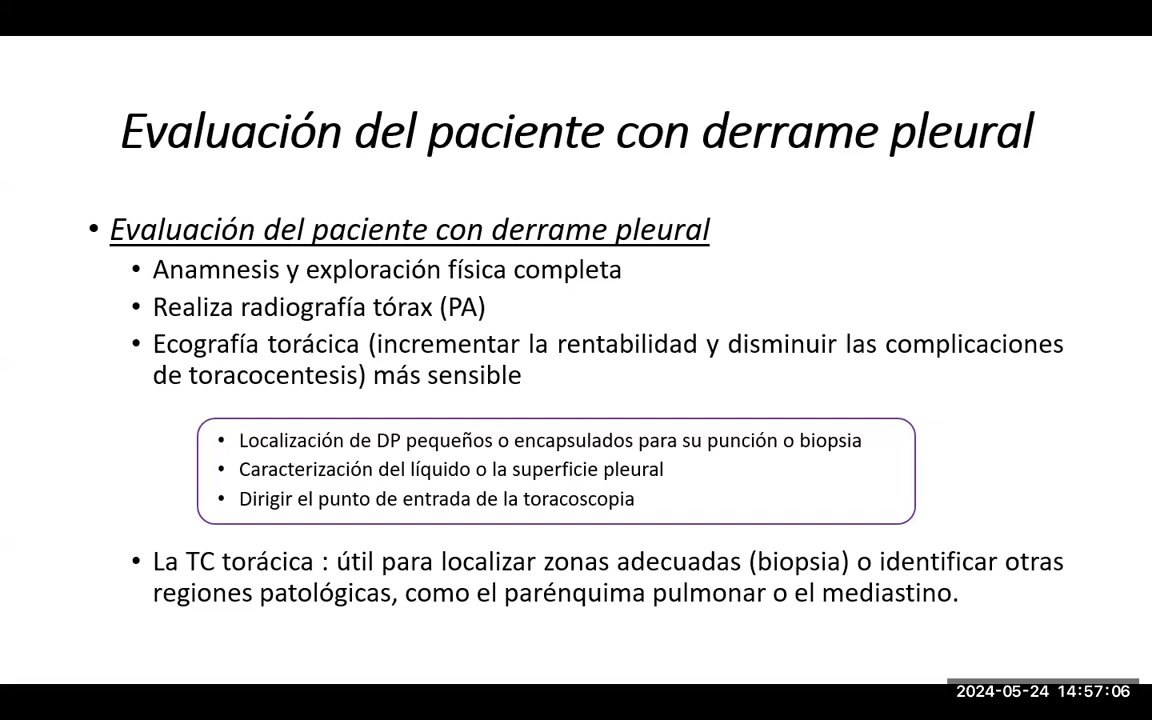 Evaluación del paciente con derrame pleural
• Evaluación del paciente con derrame pleural
• Anamnesis y exploración física completa
• Realiza radiografía tórax (PA)
• Ecografía torácica (incrementar la rentabilidad y disminuir las complicaciones
de toracocentesis) más sensible
• Localización de DP pequeños o encapsulados para su punción o biopsia
• Caracterización del líquido o la superficie pleural
• Dirigir el punto de entrada de la toracoscopia
• La TC torácica : útil para localizar zonas adecuadas (biopsia) o identificar otras
regiones patológicas, como el parénquima pulmonar o el mediastino.
2024-05-24 14:57:06